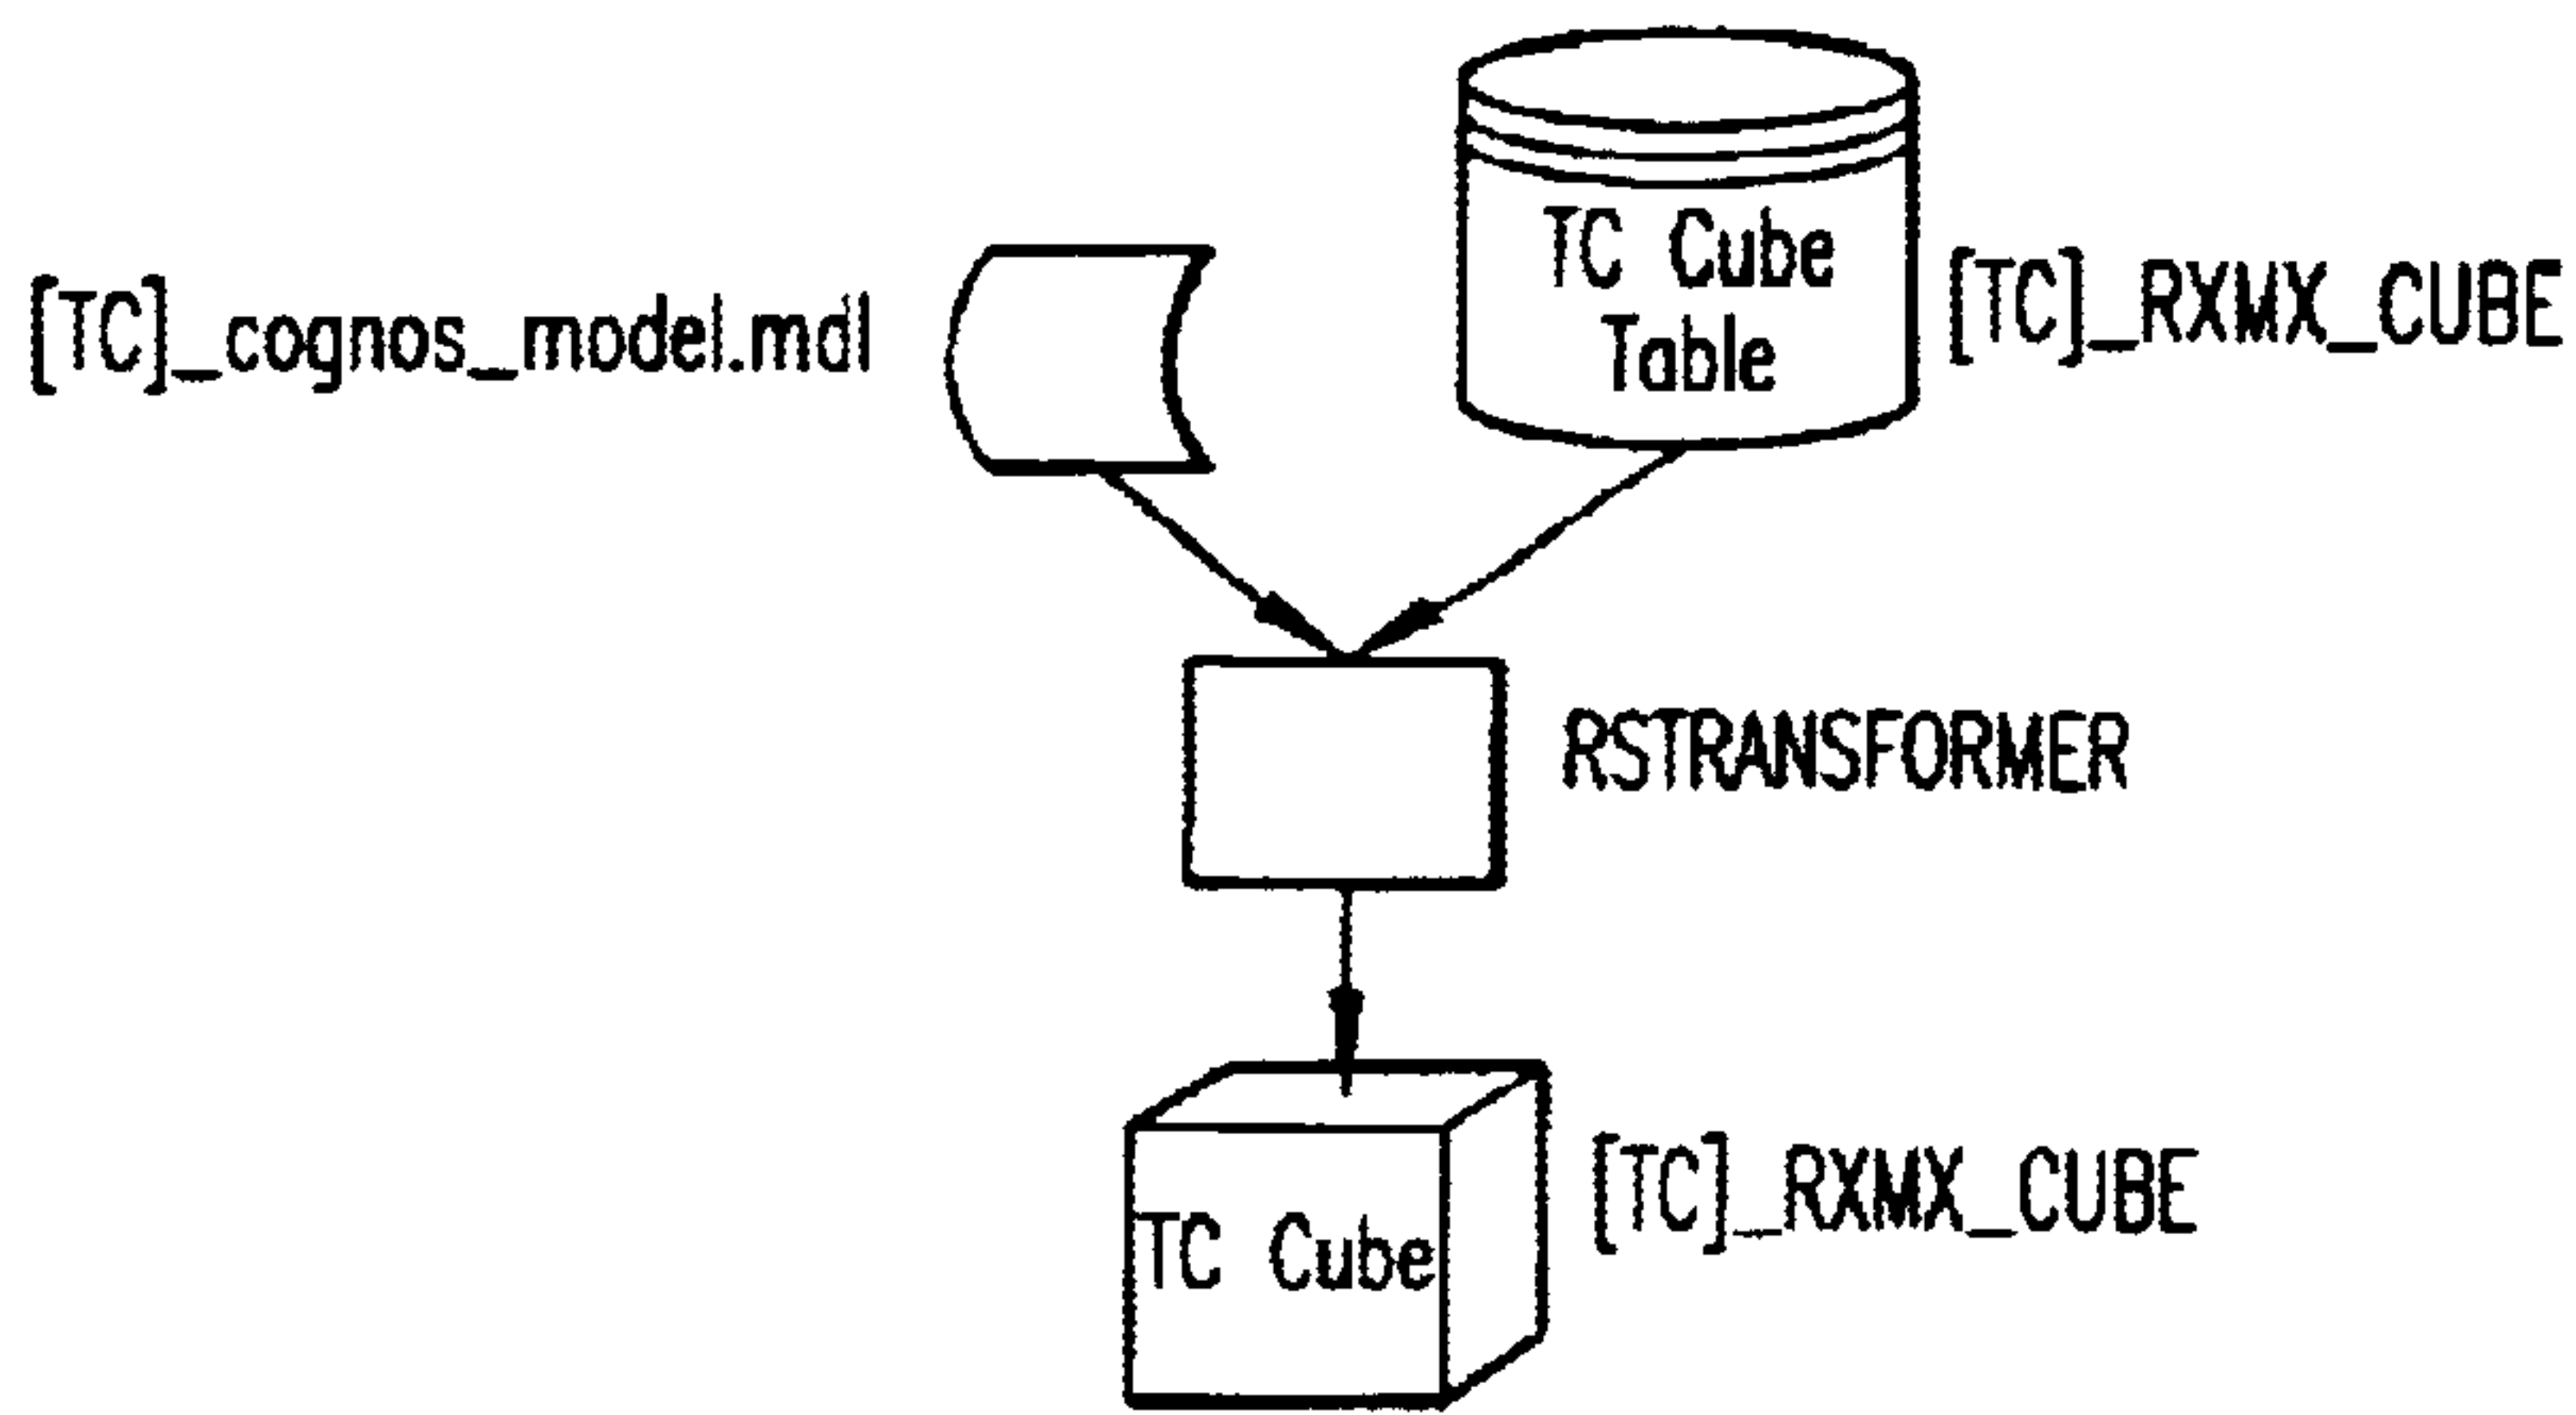 TC Cube
Table
[TC]_RXMX_CUBE
[TC]_cognos_model.mdl
RSTRANSFORMER
[TC]_RXMX_CUBE
TC Cube